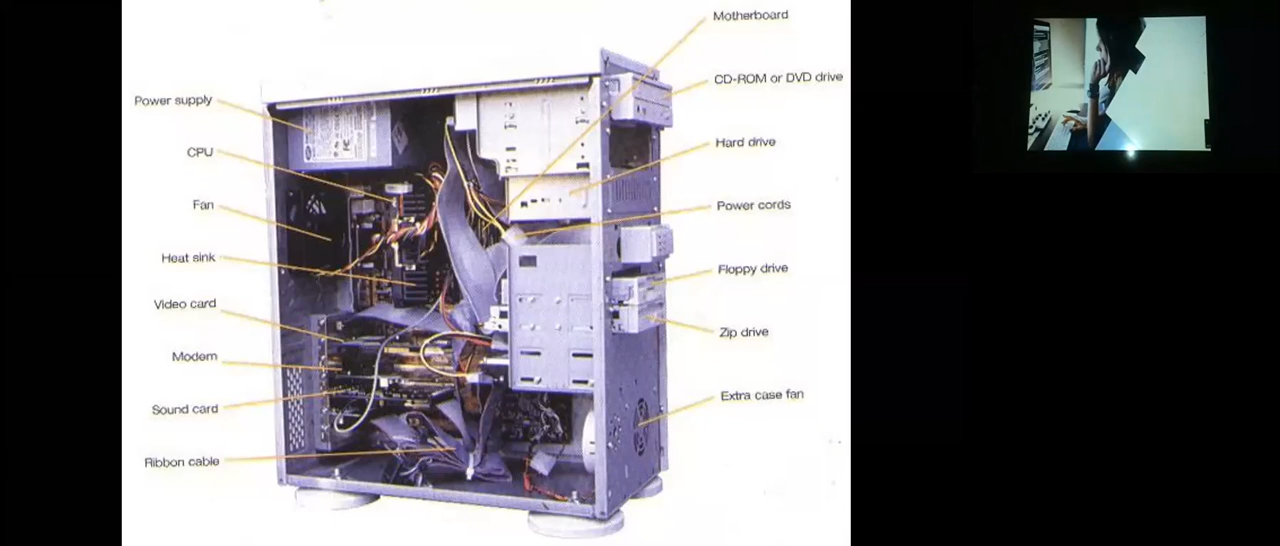 Motherboard
CD-ROM or DVD drive
Power supply
Hard drive
CPU
Fan
Power cords
Heat sink
Floppy drive
Video card
Zip drive
Modem
Extra case fan
Sound card
Ribbon cable